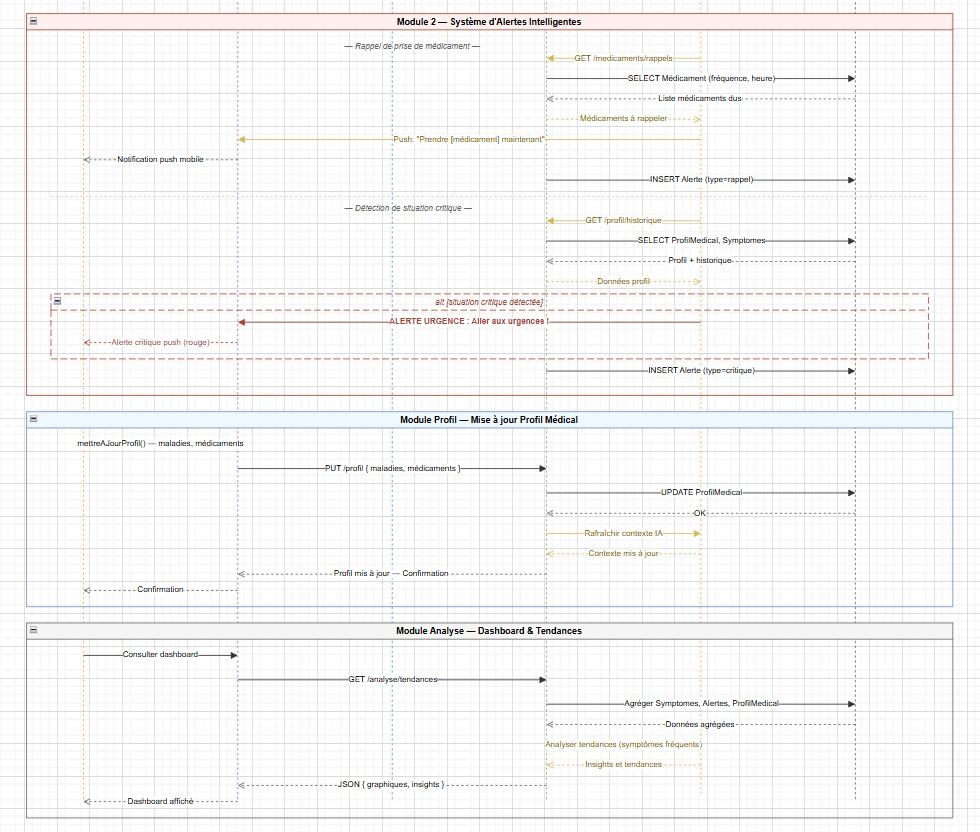 Module 2 — Système d'Alertes Intelligentes
— Rappel de prise de médicament —
GET /medicaments/rappels
SELECT Médicament (fréquence, heure)
Liste médicaments dus
Médicaments à rappeler
Push: "Prendre [médicament] maintenant"
Notification push mobile
INSERT Alerte (type=rappel)
— Détection de situation critique —
GET /profil/historique
SELECT ProfilMedical, Symptomes
Profil + historique
Données profil
alt [situation critique détectée]
ALERTE URGENCE : Aller aux urgences !
Alerte critique push (rouge)
INSERT Alerte (type=critique)
Module Profil — Mise à jour Profil Médical
mettreAJourProfil() — maladies, médicaments
PUT /profil { maladies, médicaments }
UPDATE ProfilMedical
OK
Rafraîchir contexte IA
Contexte mis à jour
Profil mis à jour — Confirmation
Confirmation
Module Analyse — Dashboard & Tendances
Consulter dashboard
GET /analyse/tendances
Agréger Symptomes, Alertes, ProfilMedical
Données agrégées
Analyser tendances (symptômes fréquents)
Insights et tendances
JSON { graphiques, insights }
Dashboard affiché